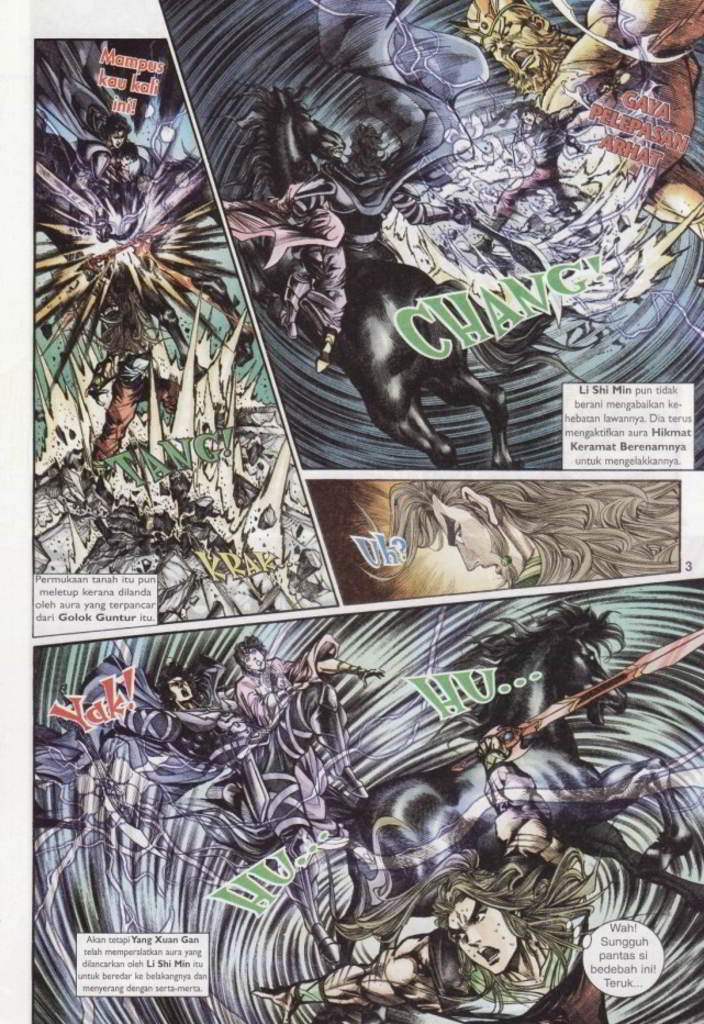 Mampus
kau kali
ini!
GAYA
PELEPASAN
ARHAT
CHANG!
Li Shi Min pun tidak
berani mengabaikan ke-
hebatan lawannya. Dia terus
mengaktifkan aura Hikmat
Keramat Berenamnya
untuk mengelakkannya.
TANG!
KRAK
Permukaan tanah itu pun
meletup kerana dilanda
oleh aura yang terpancar
dari Golok Guntur itu.
Uh?
3
Yak!
HU...
HU...
Akan tetapi Yang Xuan Gan
telah memperalatkan aura yang
dilancarkan oleh Li Shi Min itu
untuk beredar ke belakangnya dan
menyerang dengan serta-merta.
Wah!
Sungguh
pantas si
bedebah ini!
Teruk...